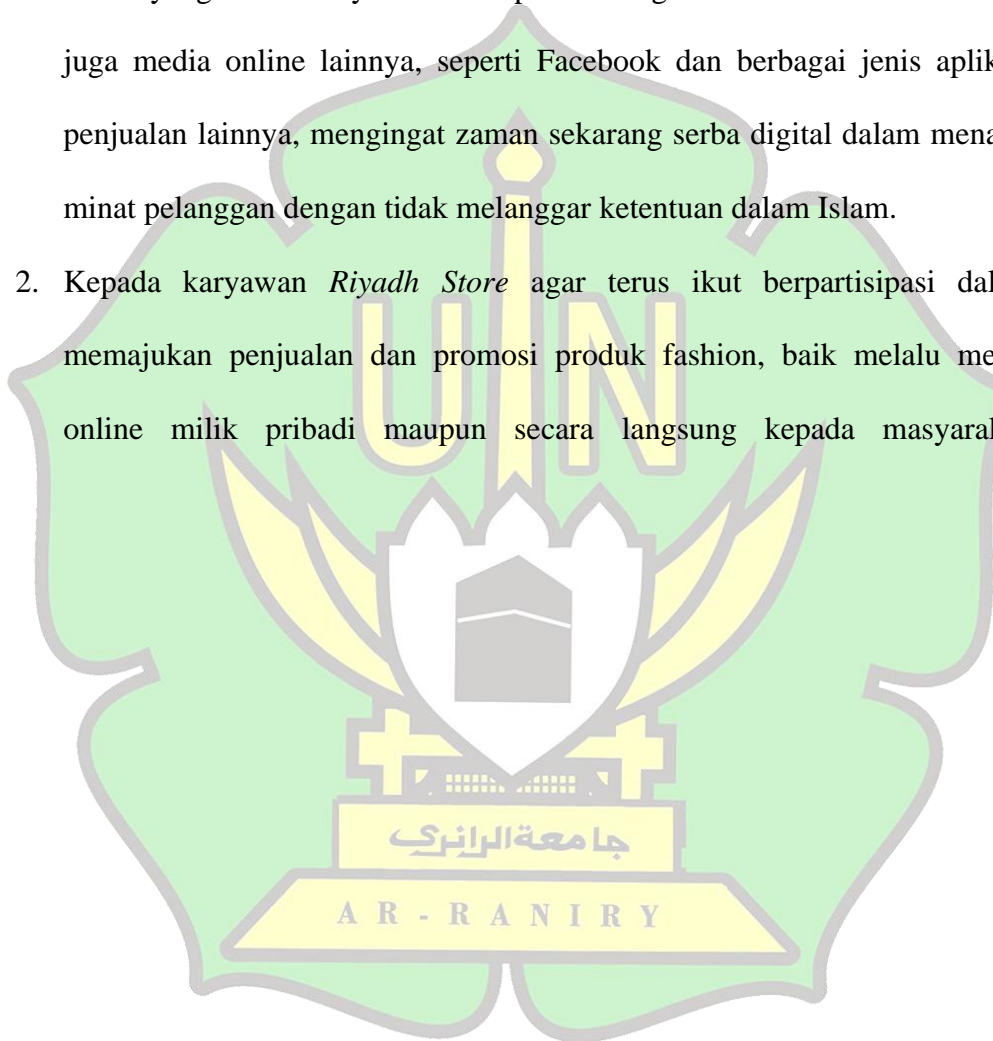 juga media online lainnya, seperti Facebook dan berbagai jenis aplik
penjualan lainnya, mengingat zaman sekarang serba digital dalam mena
minat pelanggan dengan tidak melanggar ketentuan dalam Islam.
2. Kepada karyawan Riyadh Store agar terus ikut berpartisipasi dal
memajukan penjualan dan promosi produk fashion, baik melalu me
online milik pribadi maupun secara langsung kepada masyaral
UIN
جامعة الرانري
AR-RANIRY